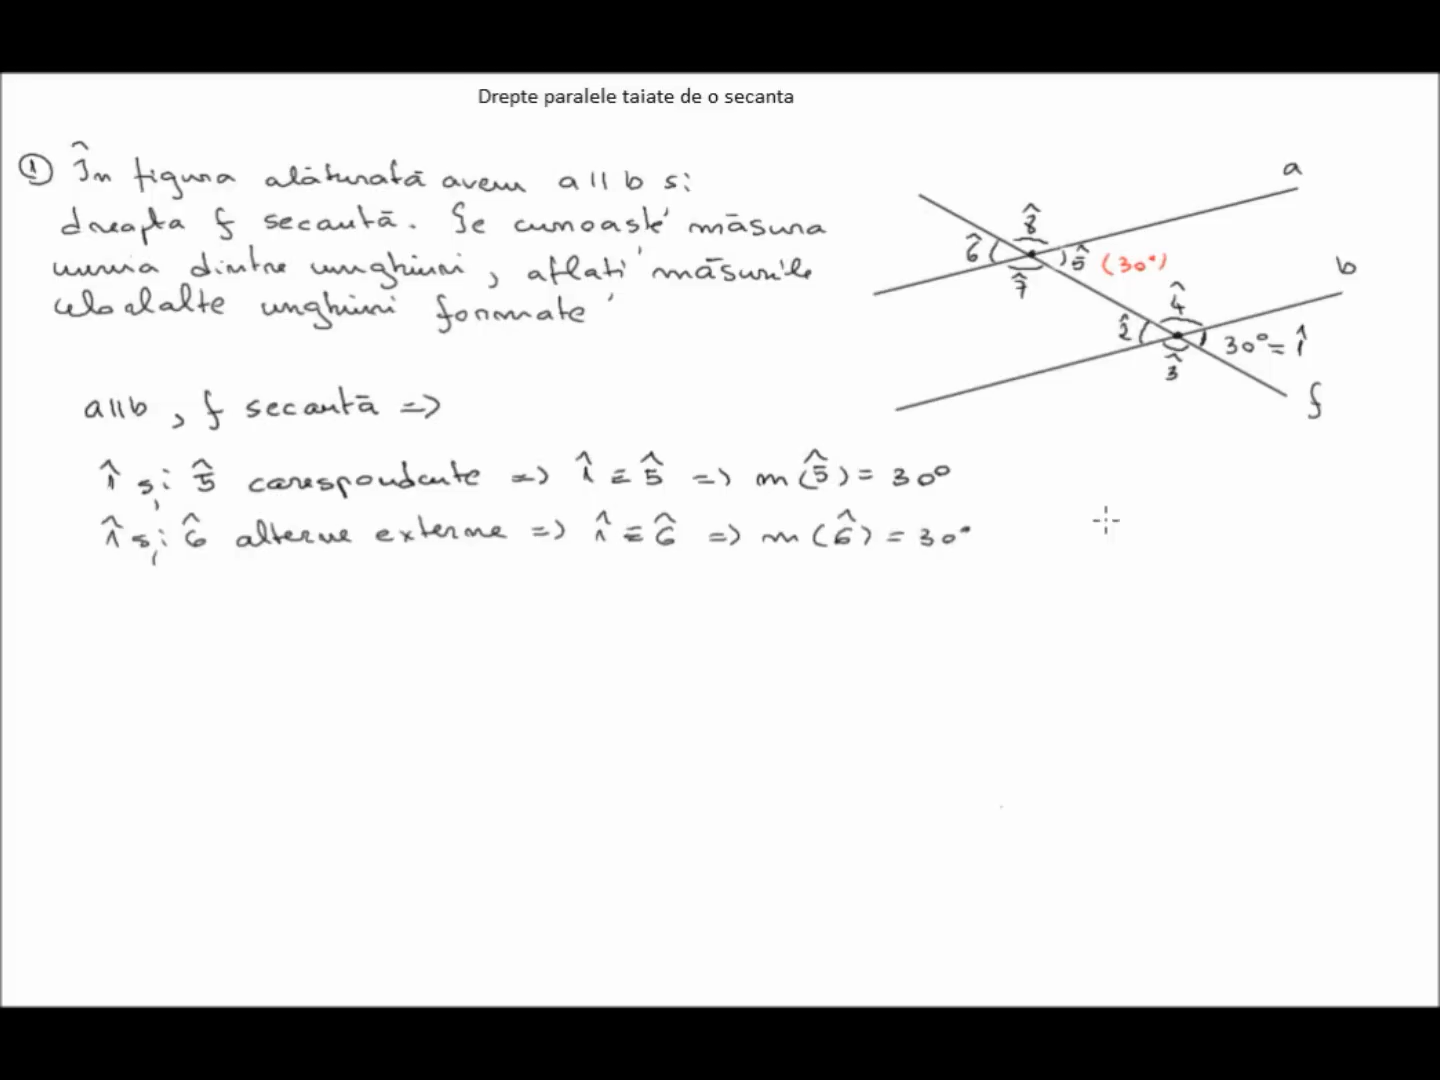 Drepte paralele taiate de o secanta
① În figura alăturată avem a || b și
dreapta f secantă. Se cunoaște măsura
unuia dintre unghiuri, aflați măsurile
celorlalte unghiuri formate
a
8̂
6̂
5̂ (30°)
7̂
b
4̂
2̂
30° = 1̂
3̂
f
a || b , f secantă =>
1̂ și 5̂ corespondente => 1̂ ≡ 5̂ => m(5̂) = 30°
1̂ și 6̂ alterne externe => 1̂ ≡ 6̂ => m(6̂) = 30°